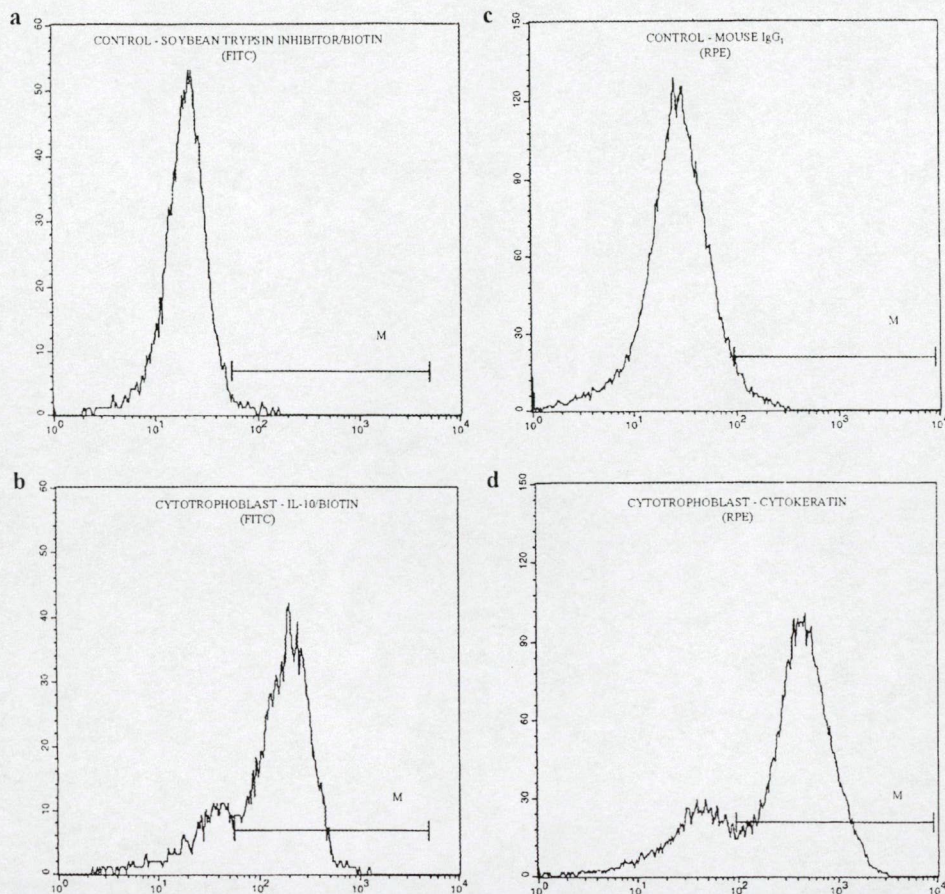 a
CONTROL - SOYBEAN TRYPSIN INHIBITOR/BIOTIN
(FITC)
60
50
40
30
20
10
0
M
10⁰ 10¹ 10² 10³ 10⁴
c
CONTROL - MOUSE IgG₁
(RPE)
150
120
90
60
30
0
M
10⁰ 10¹ 10² 10³ 10⁴
b
CYTOTROPHOBLAST - IL-10/BIOTIN
(FITC)
60
50
40
30
20
10
0
M
10⁰ 10¹ 10² 10³ 10⁴
d
CYTOTROPHOBLAST - CYTOKERATIN
(RPE)
150
120
90
60
30
0
M
10⁰ 10¹ 10² 10³ 10⁴